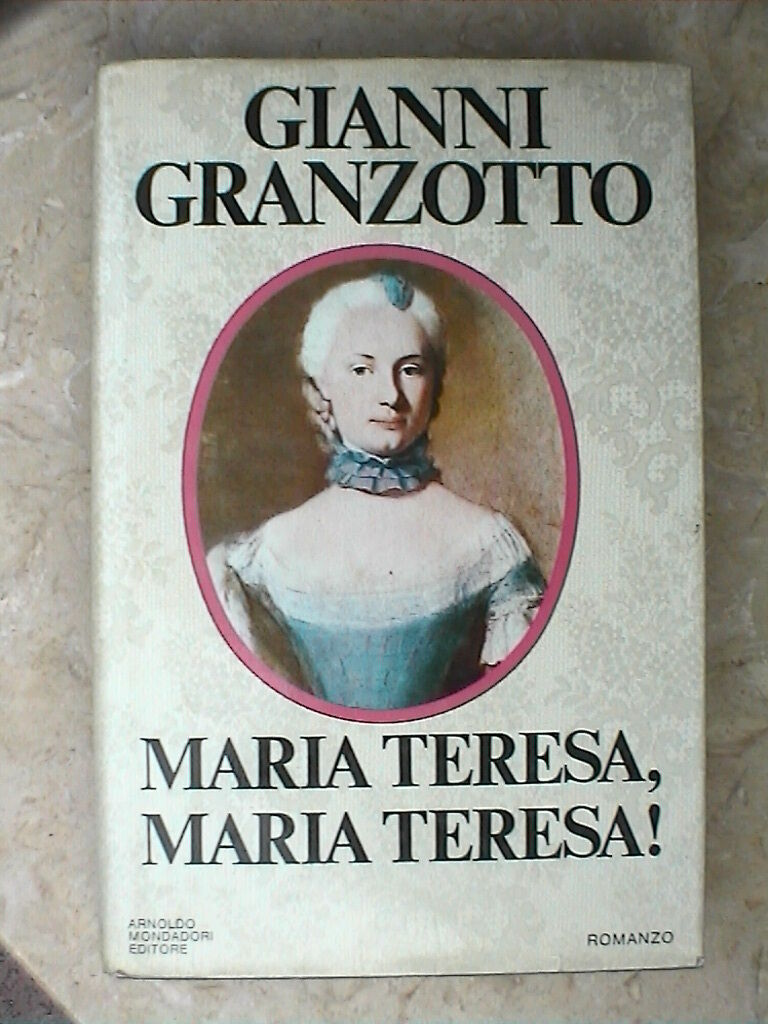 GIANNI
GRANZOTTO
MARIA TERESA,
MARIA TERESA!
ARNOLDO
MONDADORI
EDITORE
ROMANZO